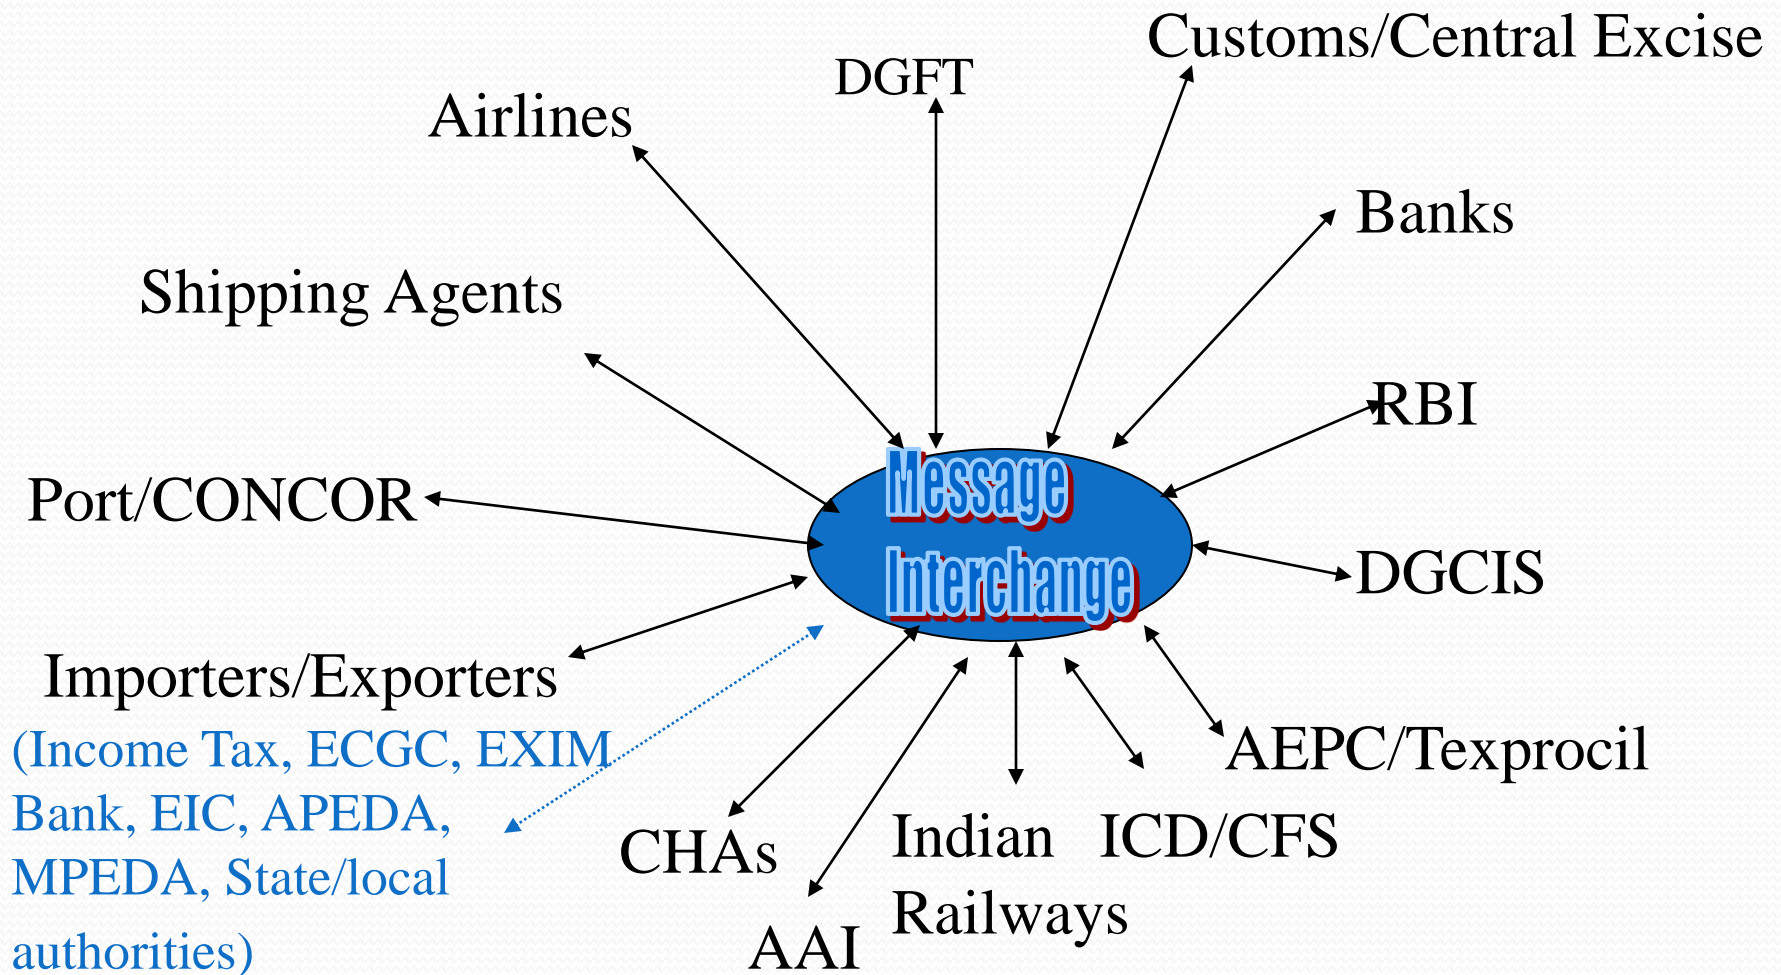 Customs/Central Excise
DGFT
Airlines
Banks
Shipping Agents
RBI
Message
Port/CONCOR
Interchange
DGCIS
Importers/Exporters
(Income Tax, ECGC, EXIM
Bank, EIC, APEDA,
MPEDA, State/local
authorities)
AEPC/Texprocil
CHAs
Indian
Railways
ICD/CFS
AAI